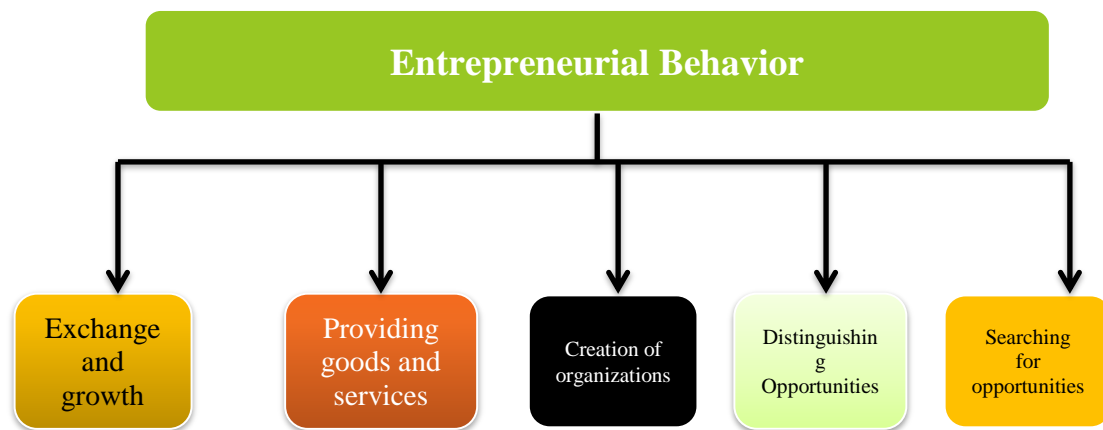 Entrepreneurial Behavior
Exchange
and
growth
Providing
goods and
services
Creation of
organizations
Distinguishin
g
Opportunities
Searching
for
opportunities